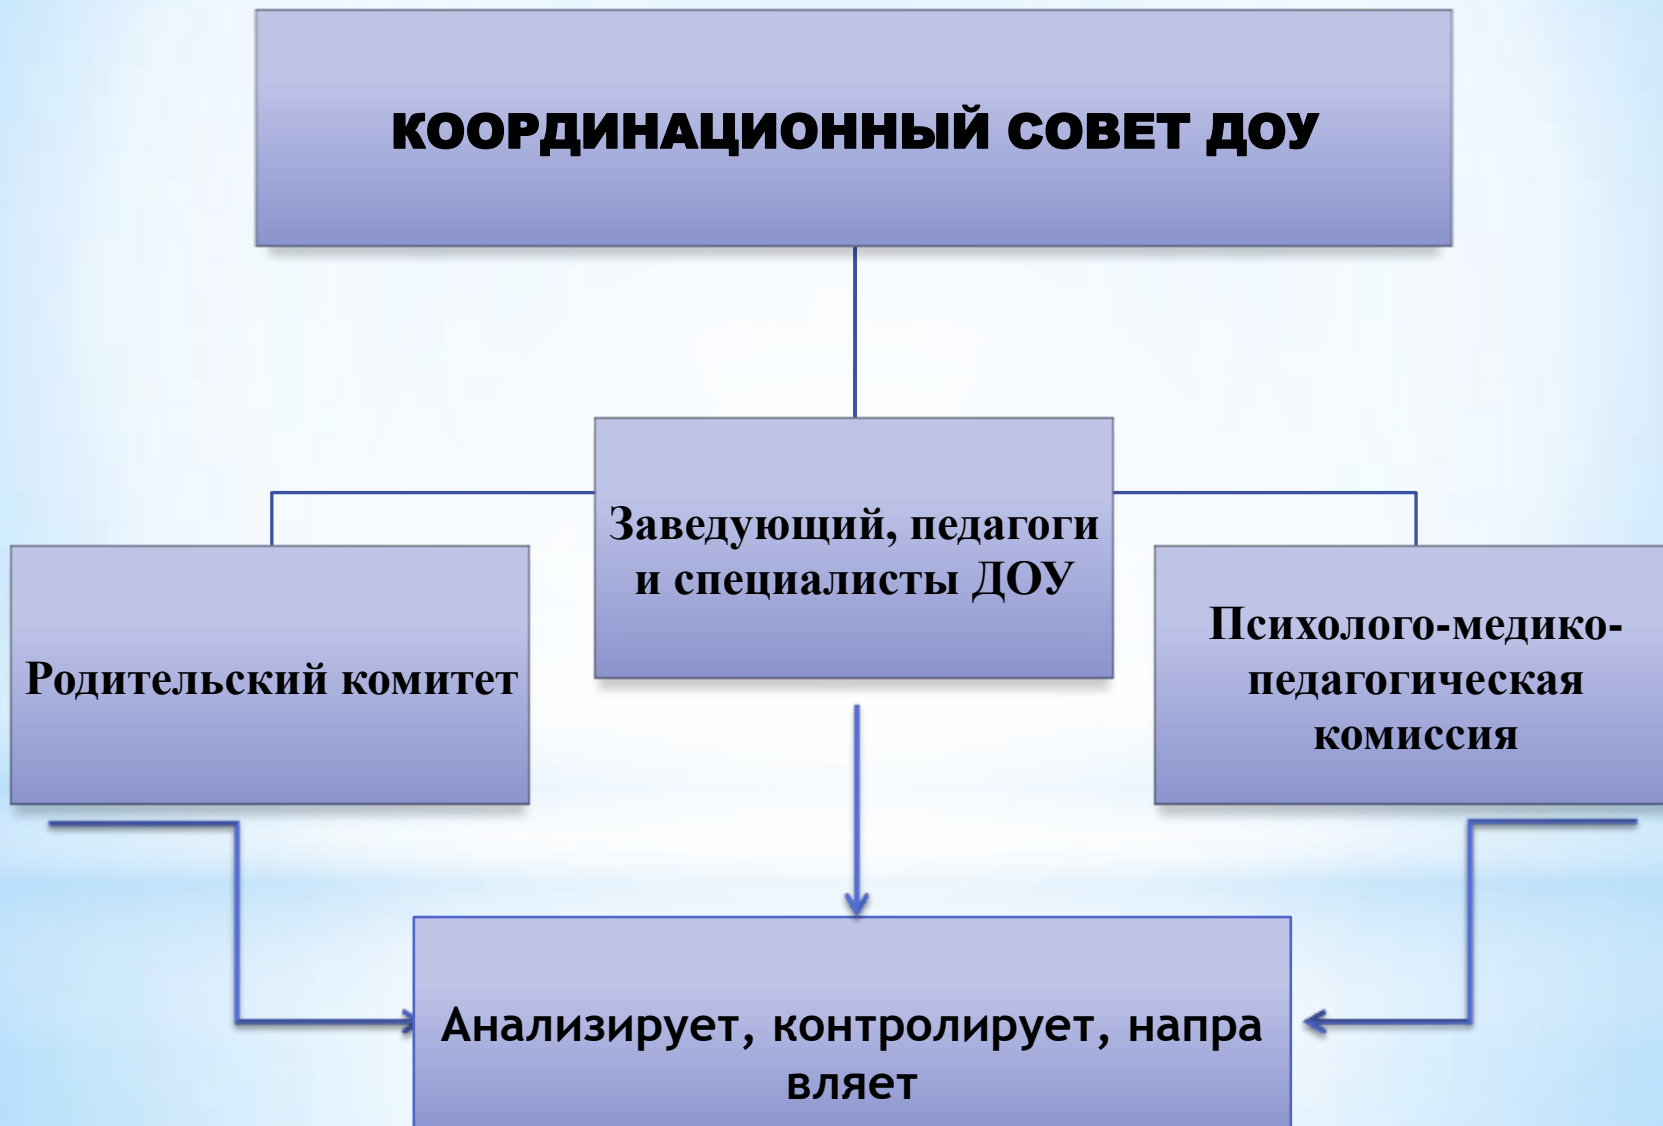 КООРДИНАЦИОННЫЙ СОВЕТ ДОУ
Заведующий, педагоги
и специалисты ДОУ
Родительский комитет
Психолого-медико-
педагогическая
комиссия
Анализирует, контролирует, напра
вляет